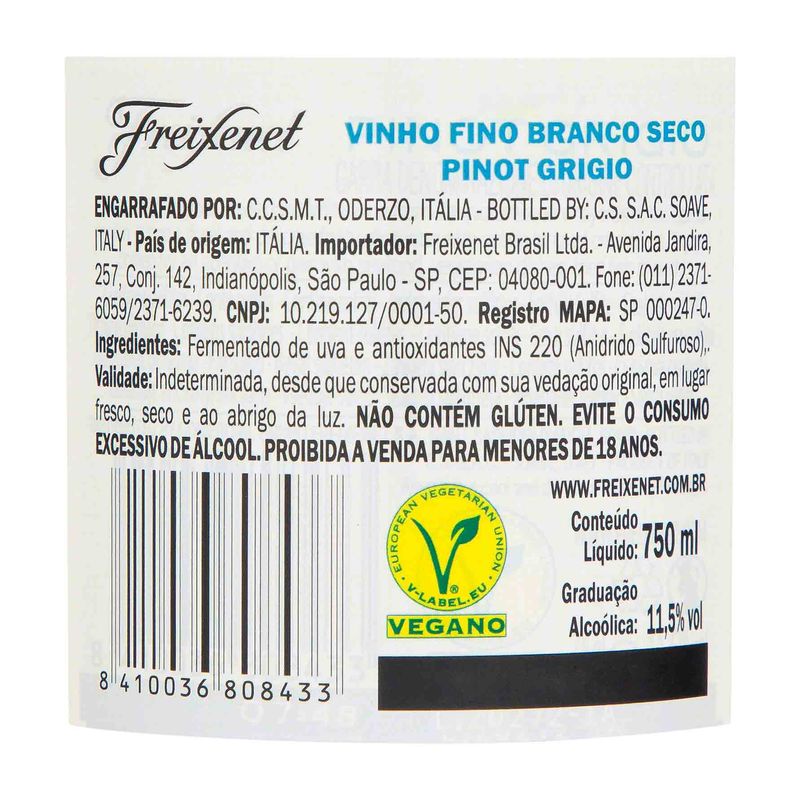 Freixenet
VINHO FINO BRANCO SECO
PINOT GRIGIO
ENGARRAFADO POR: C.C.S.M.T., ODERZO, ITÁLIA - BOTTLED BY: C.S. S.A.C. SOAVE,
ITALY - País de origem: ITÁLIA. Importador: Freixenet Brasil Ltda. - Avenida Jandira,
257, Conj. 142, Indianópolis, São Paulo - SP, CEP: 04080-001. Fone: (011) 2371-
6059/2371-6239. CNPJ: 10.219.127/0001-50. Registro MAPA: SP 000247-0.
Ingredientes: Fermentado de uva e antioxidantes INS 220 (Anidrido Sulfuroso),.
Validade: Indeterminada, desde que conservada com sua vedação original, em lugar
fresco, seco e ao abrigo da luz. NÃO CONTÉM GLÚTEN. EVITE O CONSUMO
EXCESSIVO DE ÁLCOOL. PROIBIDA A VENDA PARA MENORES DE 18 ANOS.
WWW.FREIXENET.COM.BR
EUROPEAN VEGETARIAN UNION
V-LABEL.EU
®
VEGANO
Conteúdo
Líquido: 750 ml
Graduação
Alcoólica: 11,5% vol
8 410036 808433